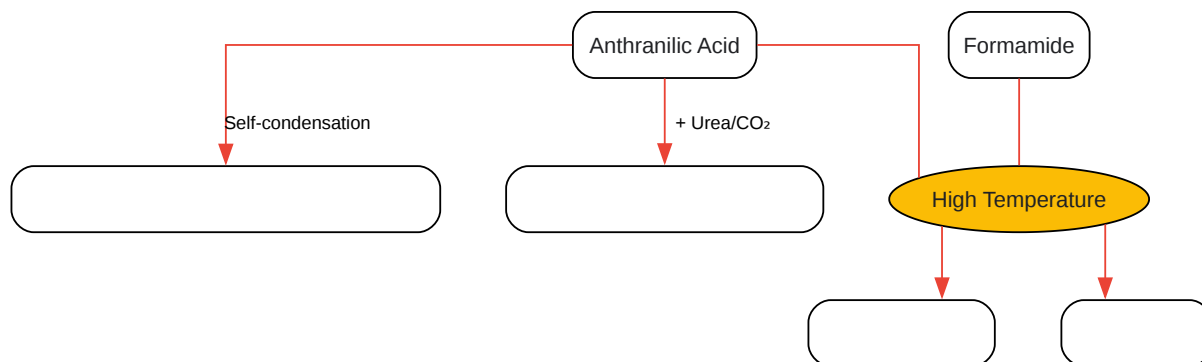 Anthranilic Acid
Formamide
Self-condensation
+ Urea/CO₂
High Temperature